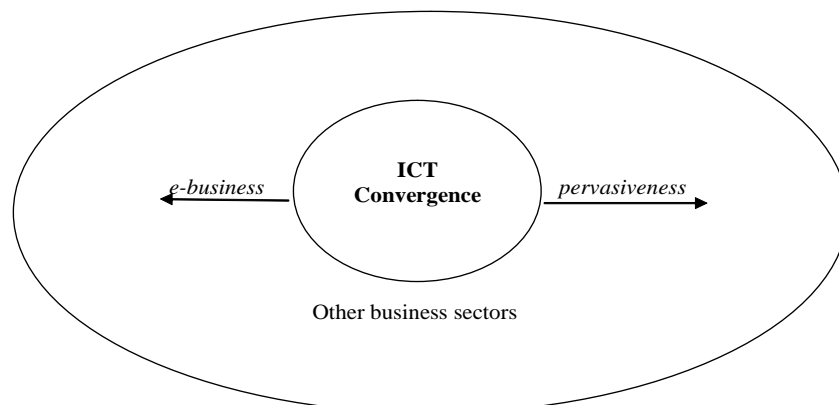 ICT
Convergence
e-business
pervasiveness
Other business sectors